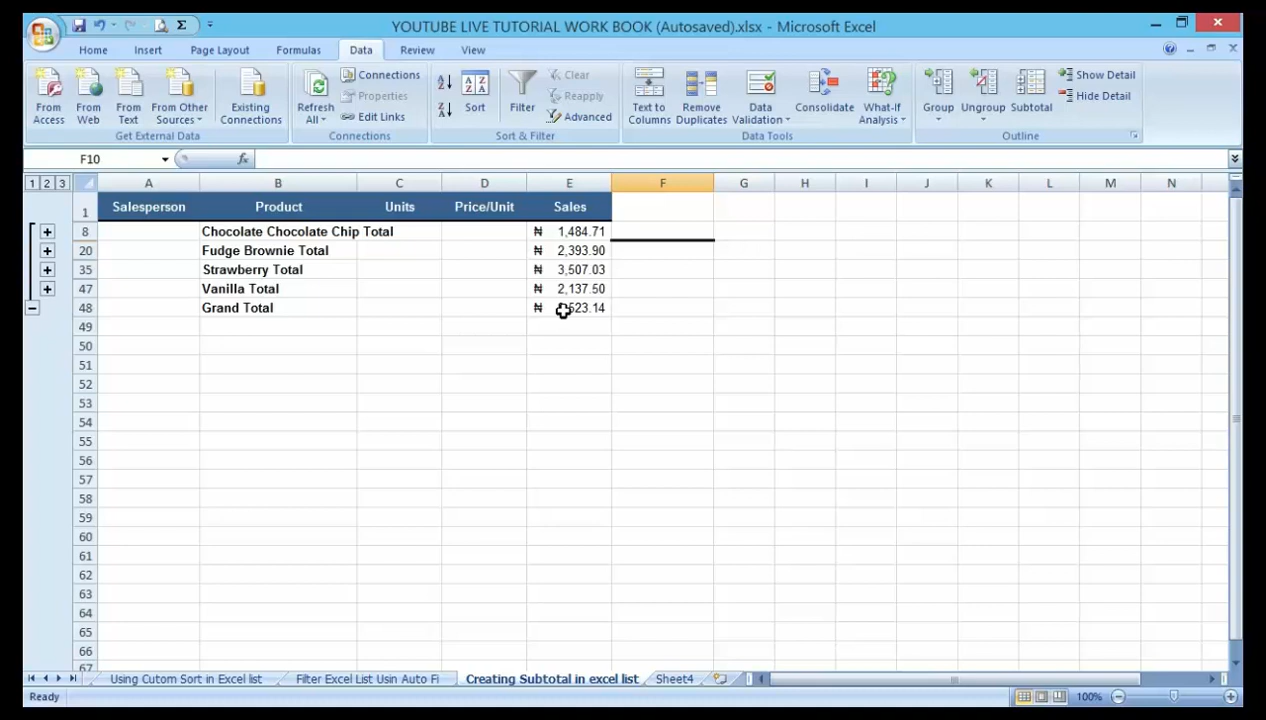 YOUTUBE LIVE TUTORIAL WORK BOOK (Autosaved).xlsx - Microsoft Excel
Home Insert Page Layout Formulas Data Review View
From Access
From Web
From Text
From Other Sources
Existing Connections
Get External Data
Refresh All
Connections
Properties
Edit Links
Connections
Sort
Filter
Clear
Reapply
Advanced
Sort & Filter
Text to Columns
Remove Duplicates
Data Validation
Consolidate
What-If Analysis
Data Tools
Group
Ungroup
Subtotal
Show Detail
Hide Detail
Outline
F10 fx
1 2 3 A B C D E F G H I J K L M N
1 Salesperson Product Units Price/Unit Sales
8 Chocolate Chocolate Chip Total ₦ 1,484.71
20 Fudge Brownie Total ₦ 2,393.90
35 Strawberry Total ₦ 3,507.03
47 Vanilla Total ₦ 2,137.50
48 Grand Total ₦
49
50
51
52
53
54
55
56
57
58
59
60
61
62
63
64
65
66
67
Using Cutom Sort in Excel list Filter Excel List Usin Auto Fi Creating Subtotal in excel list Sheet4
Ready 100%